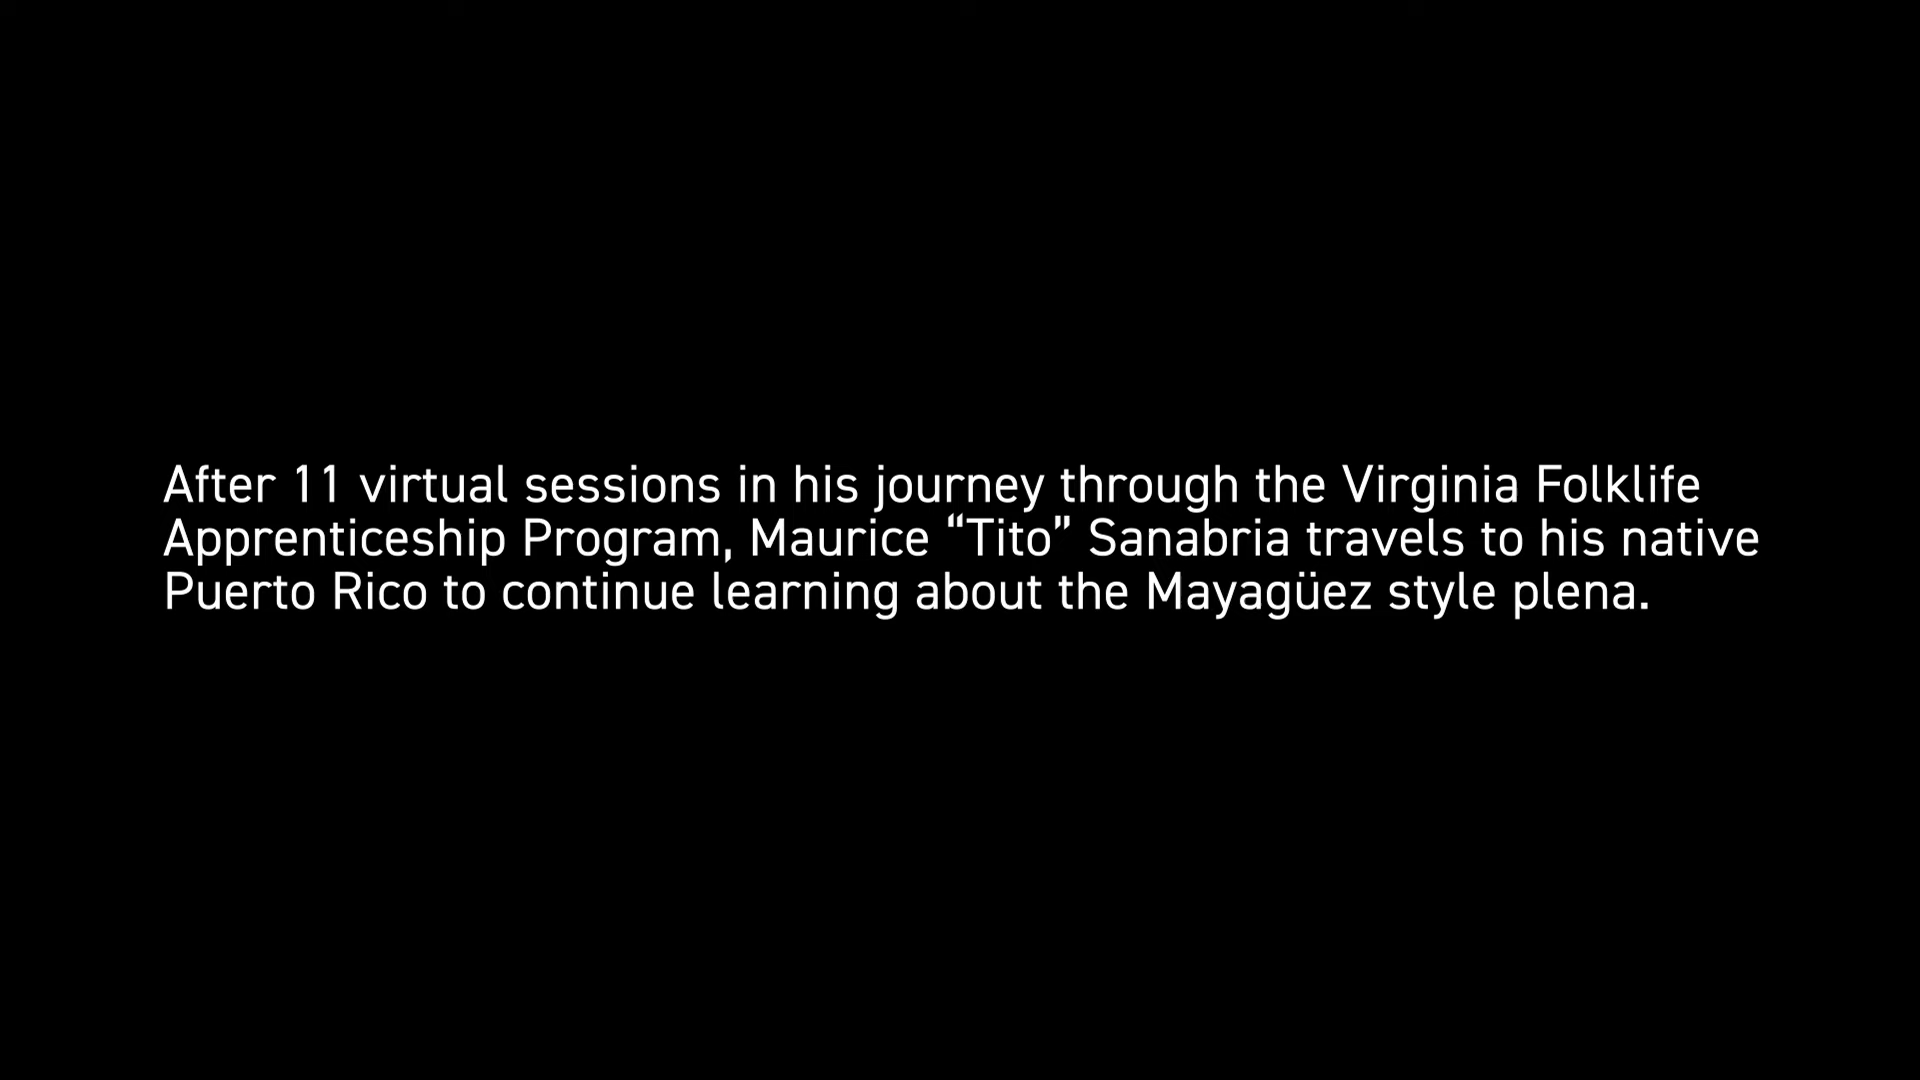 After 11 virtual sessions in his journey through the Virginia Folklife
Apprenticeship Program, Maurice “Tito” Sanabria travels to his native
Puerto Rico to continue learning about the Mayagüez style plena.